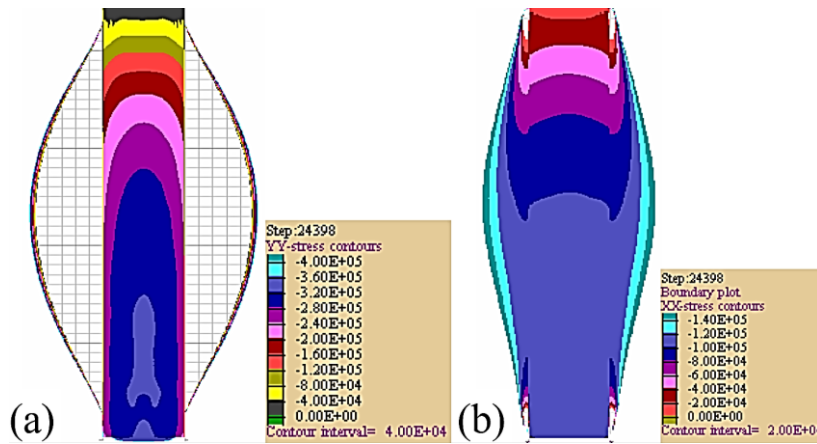 (a)
Step:24398
YY-stress contours
-4.00E+05
-3.60E+05
-3.20E+05
-2.80E+05
-2.40E+05
-2.00E+05
-1.60E+05
-1.20E+05
-8.00E+04
-4.00E+04
0.00E+00
Contour interval= 4.00E+04
(b)
Step:24398
Boundary plot
XX-stress contours
-1.40E+05
-1.20E+05
-1.00E+05
-8.00E+04
-6.00E+04
-4.00E+04
-2.00E+04
0.00E+00
Contour interval= 2.00E+04